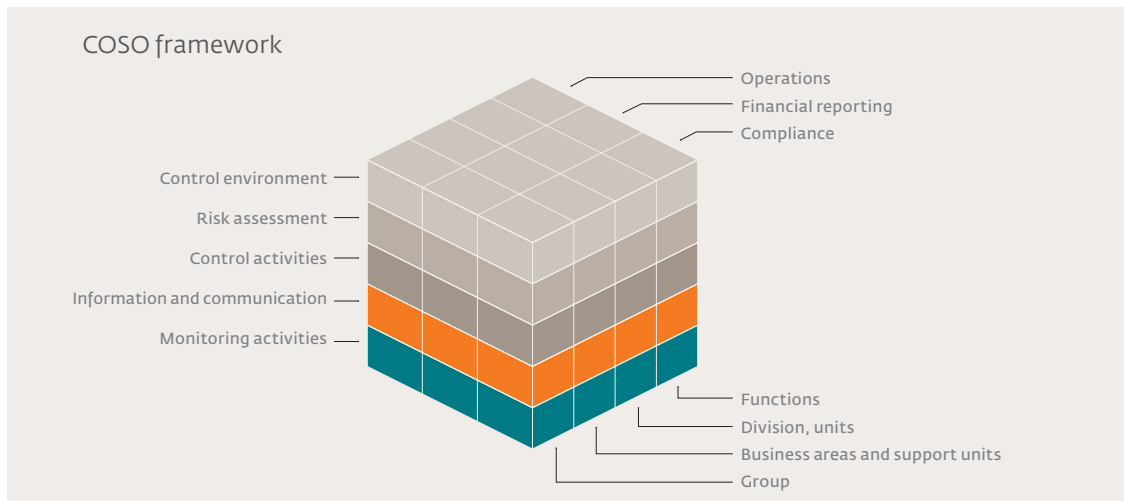 COSO framework
Operations
Financial reporting
Compliance
Control environment
Risk assessment
Control activities
Information and communication
Monitoring activities
Functions
Division, units
Business areas and support units
Group